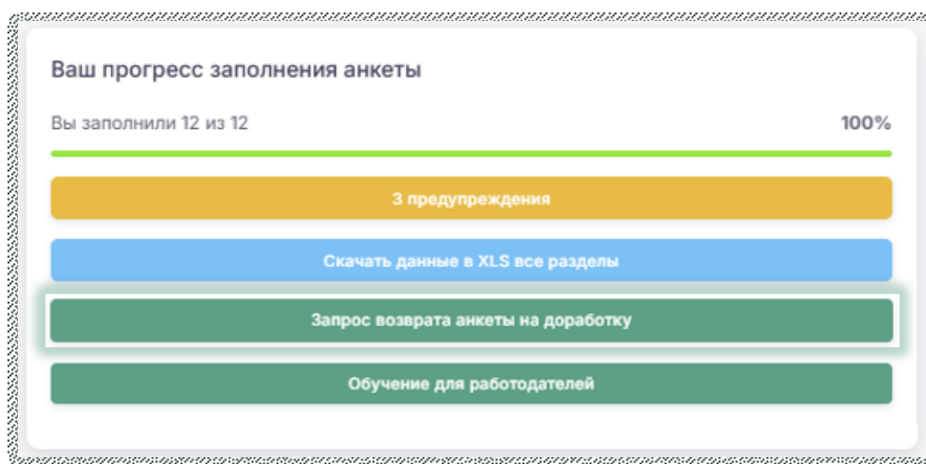 Ваш прогресс заполнения анкеты
Вы заполнили 12 из 12
100%
3 предупреждения
Скачать данные в XLS все разделы
Запрос возврата анкеты на доработку
Обучение для работодателей